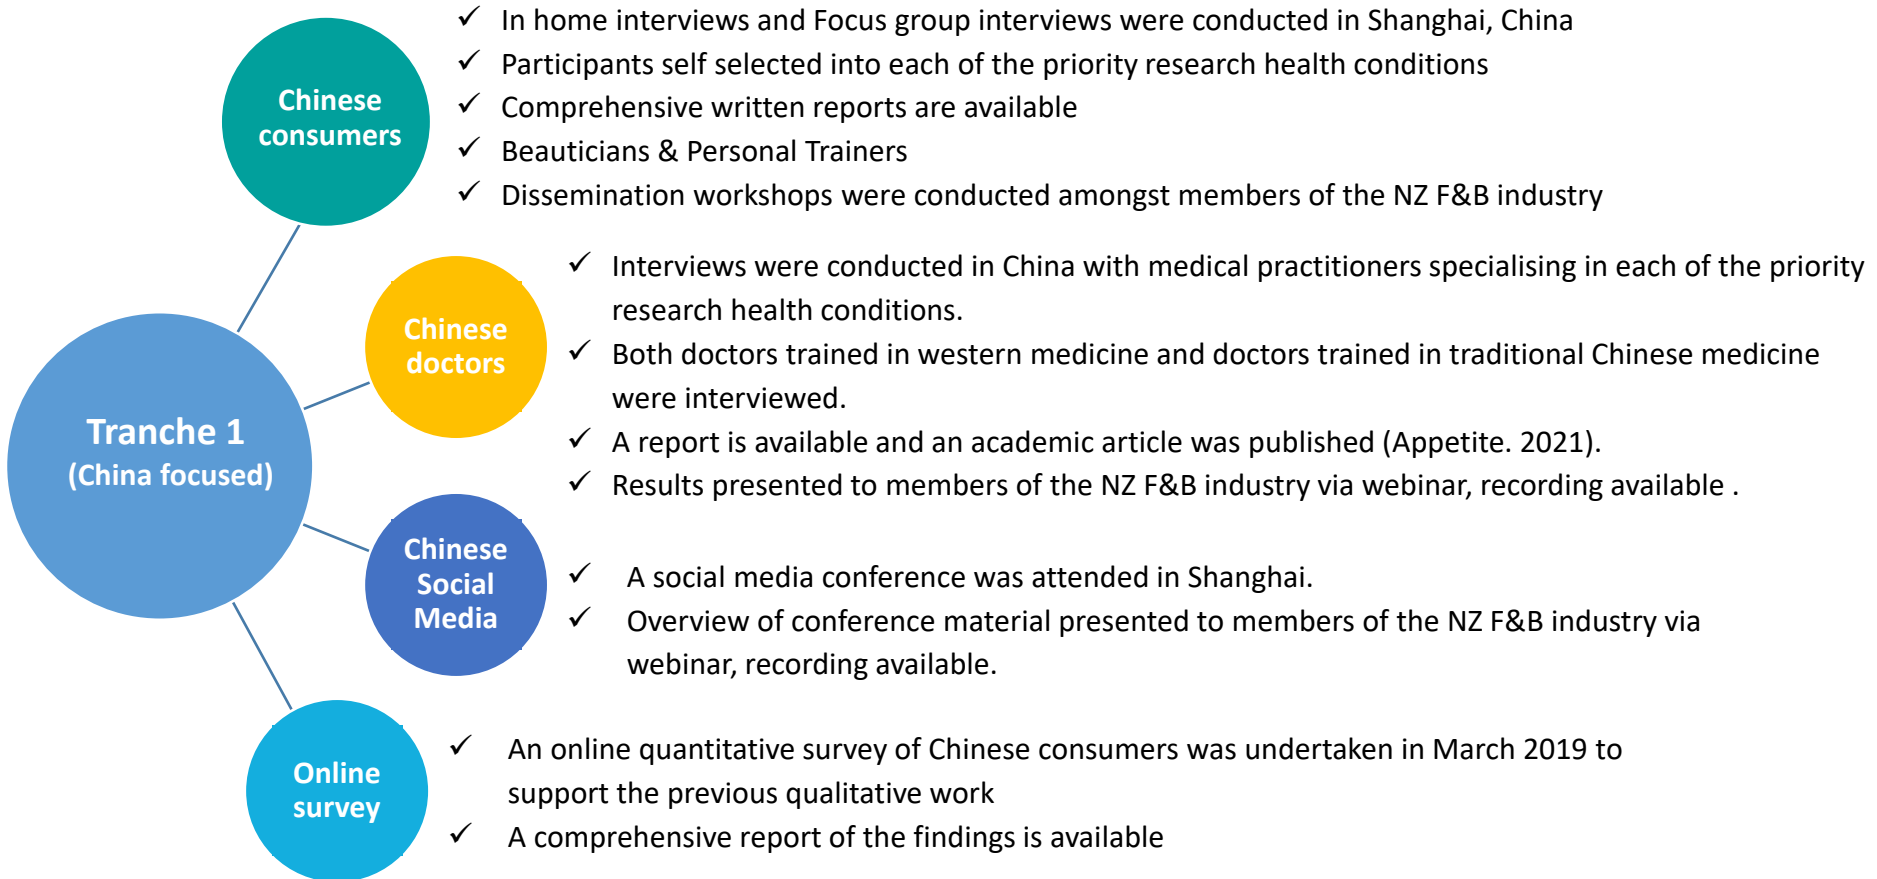 Tranche 1
(China focused)
Chinese
consumers
✓ In home interviews and Focus group interviews were conducted in Shanghai, China
✓ Participants self selected into each of the priority research health conditions
✓ Comprehensive written reports are available
✓ Beauticians & Personal Trainers
✓ Dissemination workshops were conducted amongst members of the NZ F&B industry
Chinese
doctors
✓ Interviews were conducted in China with medical practitioners specialising in each of the priority
research health conditions.
✓ Both doctors trained in western medicine and doctors trained in traditional Chinese medicine
were interviewed.
✓ A report is available and an academic article was published (Appetite. 2021).
✓ Results presented to members of the NZ F&B industry via webinar, recording available .
Chinese
Social
Media
✓ A social media conference was attended in Shanghai.
✓ Overview of conference material presented to members of the NZ F&B industry via
webinar, recording available.
Online
survey
✓ An online quantitative survey of Chinese consumers was undertaken in March 2019 to
support the previous qualitative work
✓ A comprehensive report of the findings is available